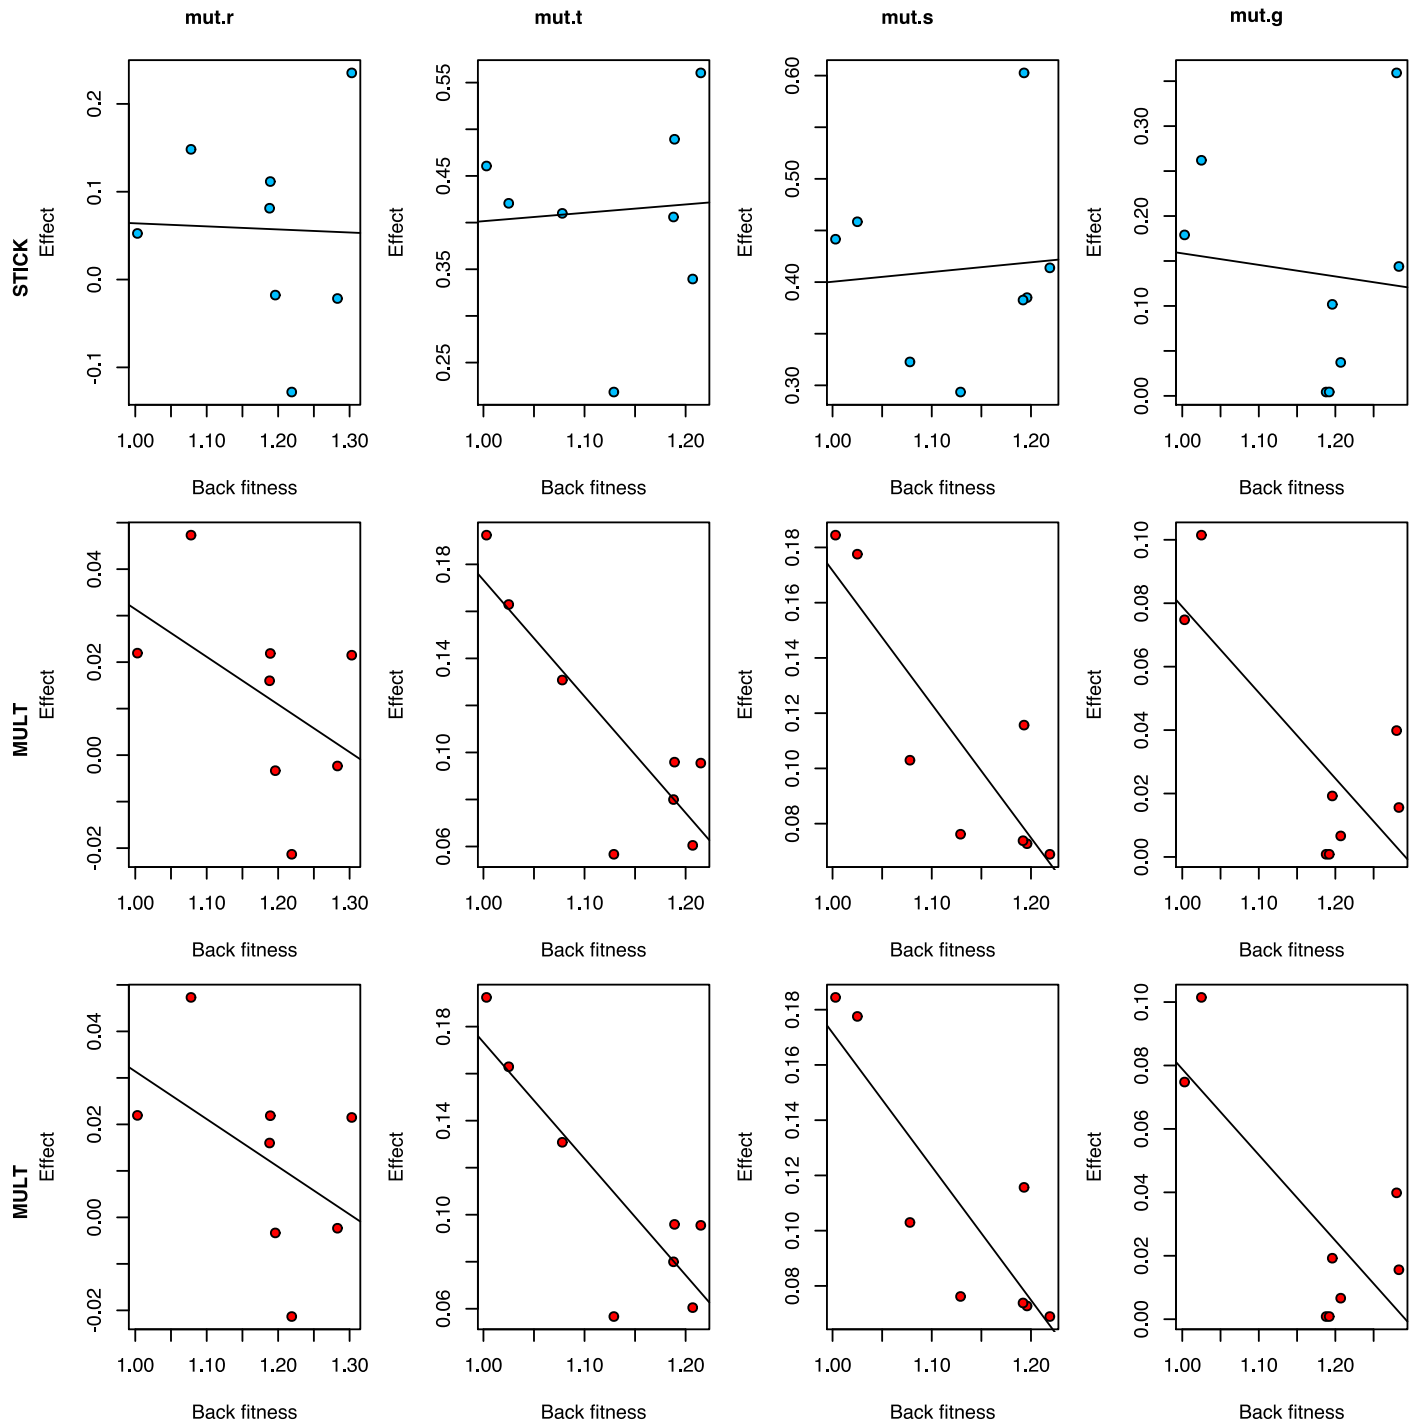 mut.r mut.t mut.s mut.g
STICK
Effect
-0.1 0.0 0.1 0.2
1.00 1.10 1.20 1.30
Back fitness
Effect
0.25 0.35 0.45 0.55
1.00 1.10 1.20
Back fitness
Effect
0.30 0.40 0.50 0.60
1.00 1.10 1.20
Back fitness
Effect
0.00 0.10 0.20 0.30
1.00 1.10 1.20
Back fitness
MULT
Effect
-0.02 0.00 0.02 0.04
1.00 1.10 1.20 1.30
Back fitness
Effect
0.06 0.10 0.14 0.18
1.00 1.10 1.20
Back fitness
Effect
0.08 0.10 0.12 0.14 0.16 0.18
1.00 1.10 1.20
Back fitness
Effect
0.00 0.02 0.04 0.06 0.08 0.10
1.00 1.10 1.20
Back fitness
MULT
Effect
-0.02 0.00 0.02 0.04
1.00 1.10 1.20 1.30
Back fitness
Effect
0.06 0.10 0.14 0.18
1.00 1.10 1.20
Back fitness
Effect
0.08 0.10 0.12 0.14 0.16 0.18
1.00 1.10 1.20
Back fitness
Effect
0.00 0.02 0.04 0.06 0.08 0.10
1.00 1.10 1.20
Back fitness